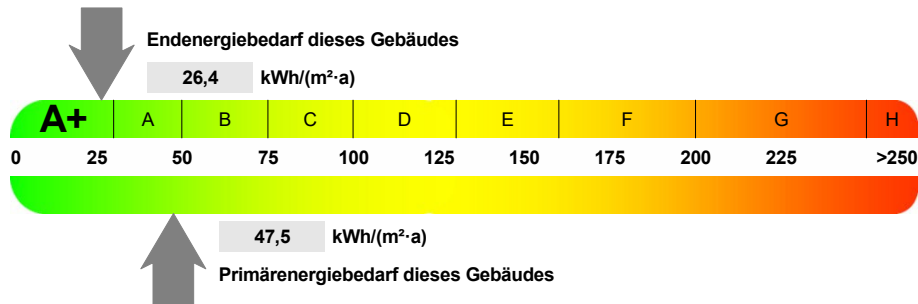 Endenergiebedarf dieses Gebäudes
26,4 kWh/(m²·a)
A+ A B C D E F G H
0 25 50 75 100 125 150 175 200 225 >250
47,5 kWh/(m²·a)
Primärenergiebedarf dieses Gebäudes